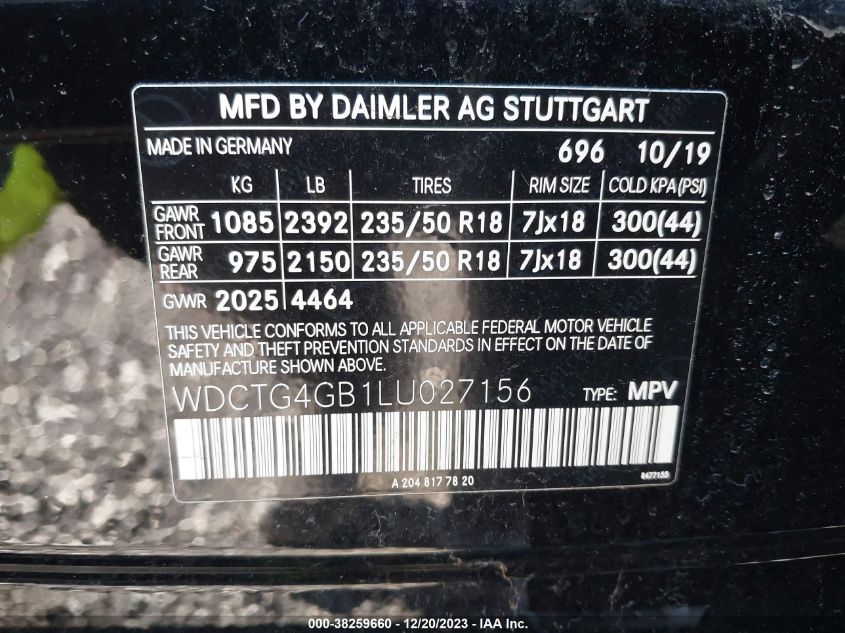 MFD BY DAIMLER AG STUTTGART
MADE IN GERMANY 696 10/19
KG LB TIRES RIM SIZE COLD KPA(PSI)
GAWR FRONT 1085 2392 235/50 R18 7Jx18 300(44)
GAWR REAR 975 2150 235/50 R18 7Jx18 300(44)
GVWR 2025 4464
THIS VEHICLE CONFORMS TO ALL APPLICABLE FEDERAL MOTOR VEHICLE
SAFETY AND THEFT PREVENTION STANDARDS IN EFFECT ON THE DATE OF
MANUFACTURE SHOWN ABOVE.
WDCTG4GB1LU027156 TYPE: MPV
A 204 817 78 20
000-38259660 - 12/20/2023 - IAA Inc.